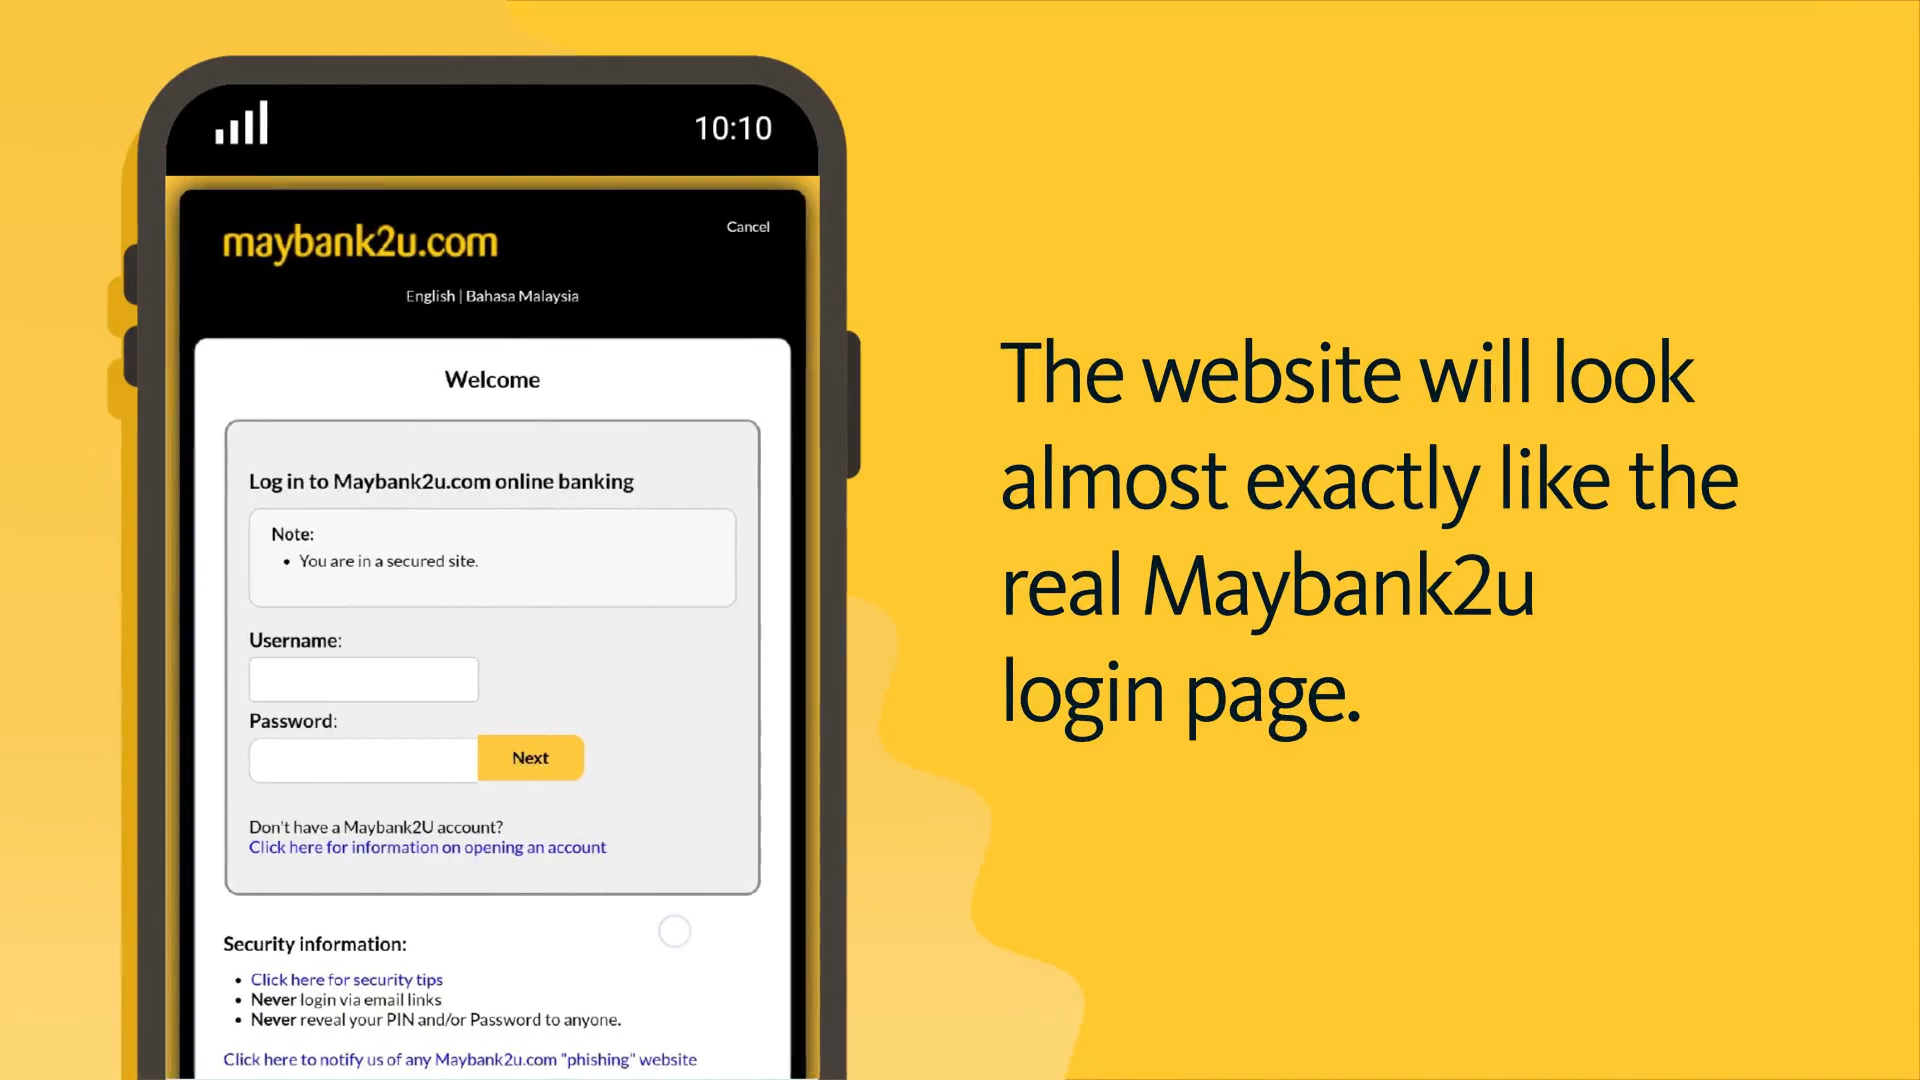 10:10
maybank2u.com
Cancel
English | Bahasa Malaysia
Welcome
Log in to Maybank2u.com online banking
Note:
• You are in a secured site.
Username:
Password:
Next
Don't have a Maybank2U account?
Click here for information on opening an account
Security information:
• Click here for security tips
• Never login via email links
• Never reveal your PIN and/or Password to anyone.
Click here to notify us of any Maybank2u.com "phishing" website
The website will look
almost exactly like the
real Maybank2u
login page.